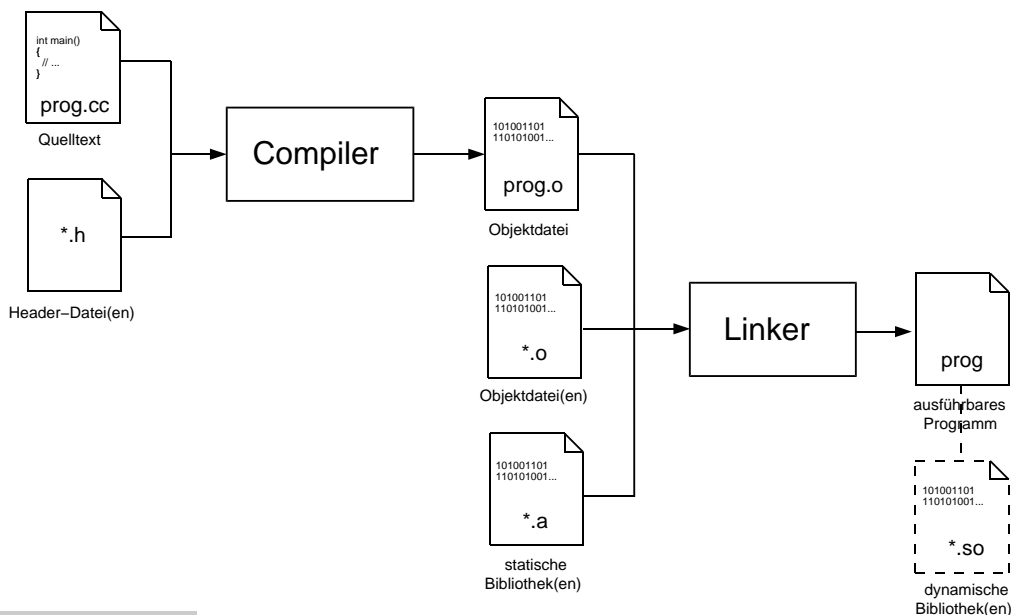 int main()
{
// ...
}
prog.cc
Quelltext
*.h
Header–Datei(en)
Compiler
101001101
110101001...
prog.o
Objektdatei
101001101
110101001...
*.o
Objektdatei(en)
101001101
110101001...
*.a
statische
Bibliothek(en)
Linker
prog
ausführbares
Programm
101001101
110101001...
*.so
dynamische
Bibliothek(en)